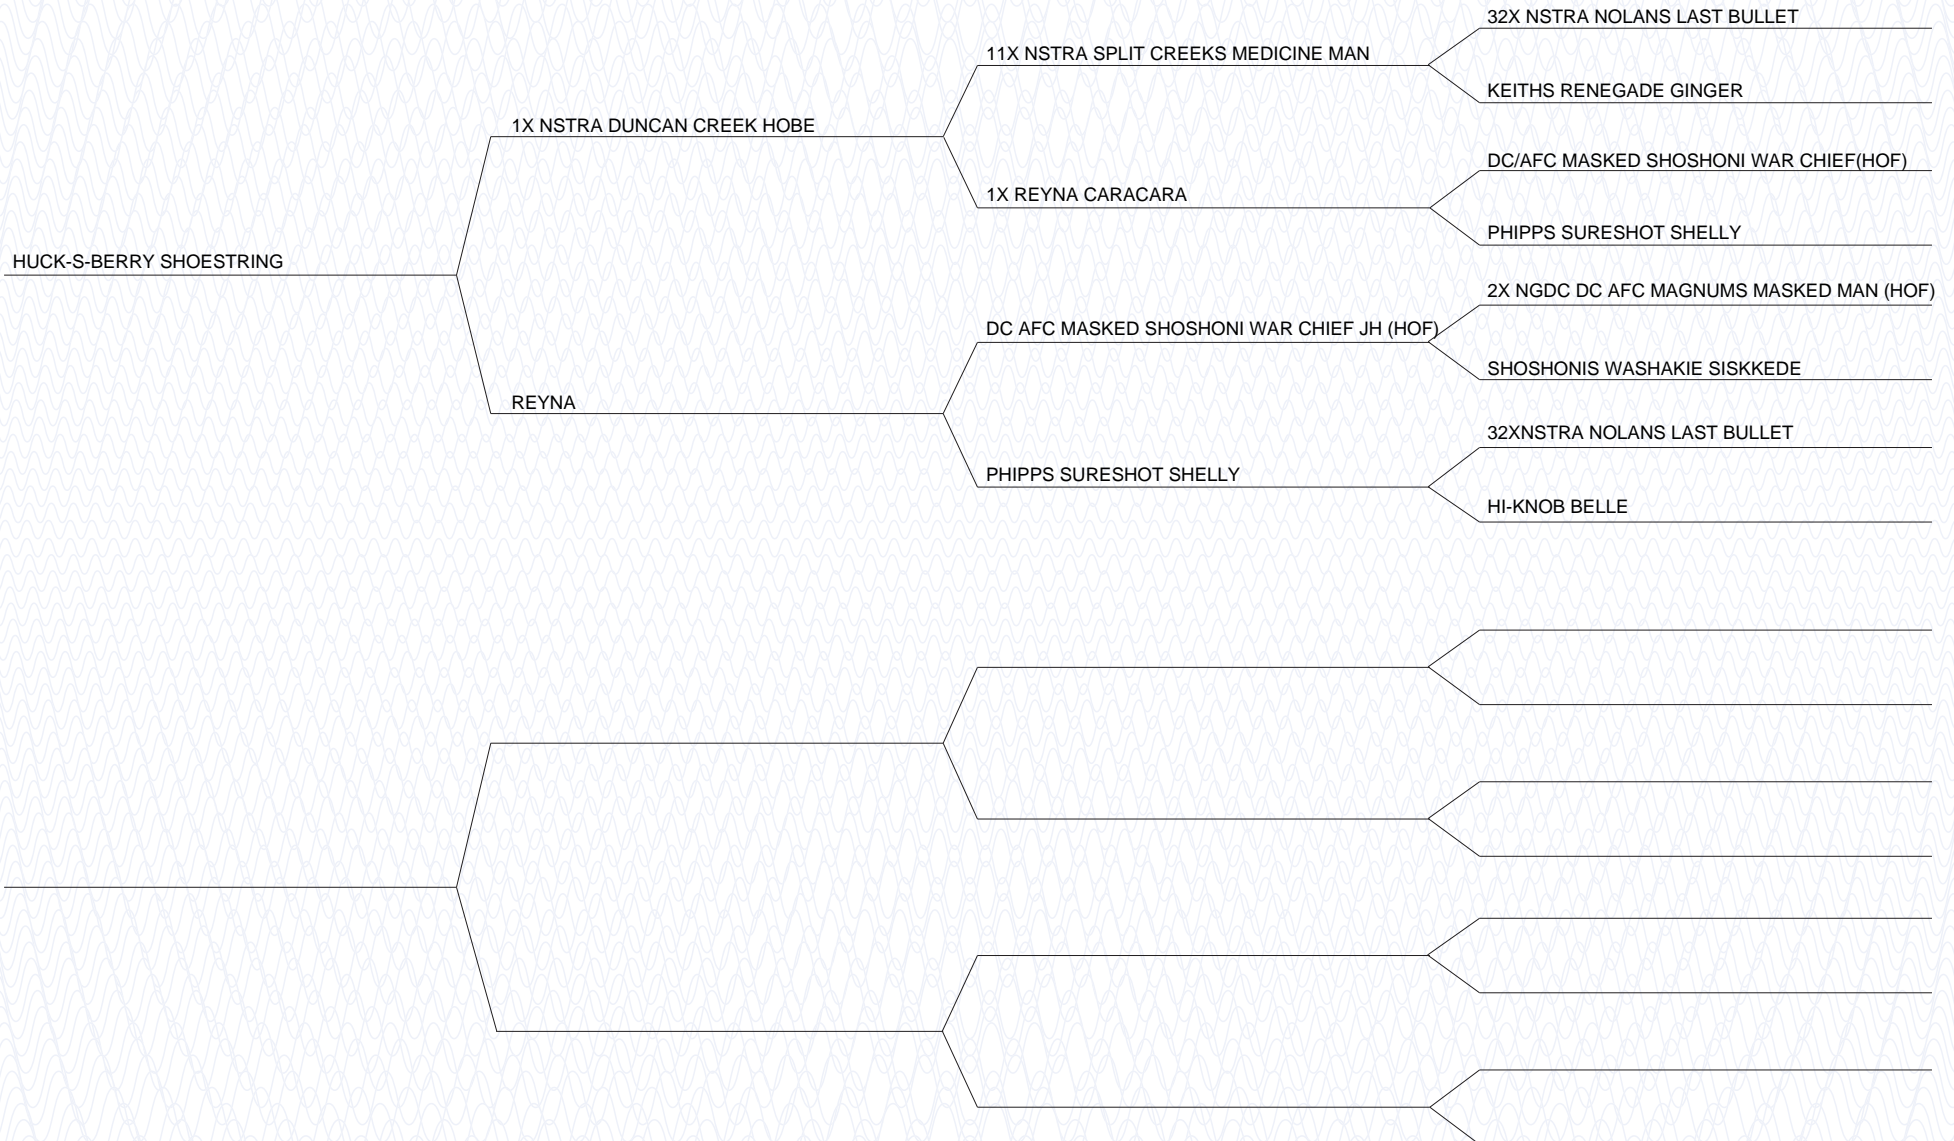 32X NSTRA NOLANS LAST BULLET
11X NSTRA SPLIT CREEKS MEDICINE MAN
KEITHS RENEGADE GINGER
1X NSTRA DUNCAN CREEK HOBE
DC/AFC MASKED SHOSHONI WAR CHIEF(HOF)
1X REYNA CARACARA
PHIPPS SURESHOT SHELLY
HUCK-S-BERRY SHOESTRING
2X NGDC DC AFC MAGNUMS MASKED MAN (HOF)
DC AFC MASKED SHOSHONI WAR CHIEF JH (HOF)
SHOSHONIS WASHAKIE SISKKEDE
REYNA
32XNSTRA NOLANS LAST BULLET
PHIPPS SURESHOT SHELLY
HI-KNOB BELLE